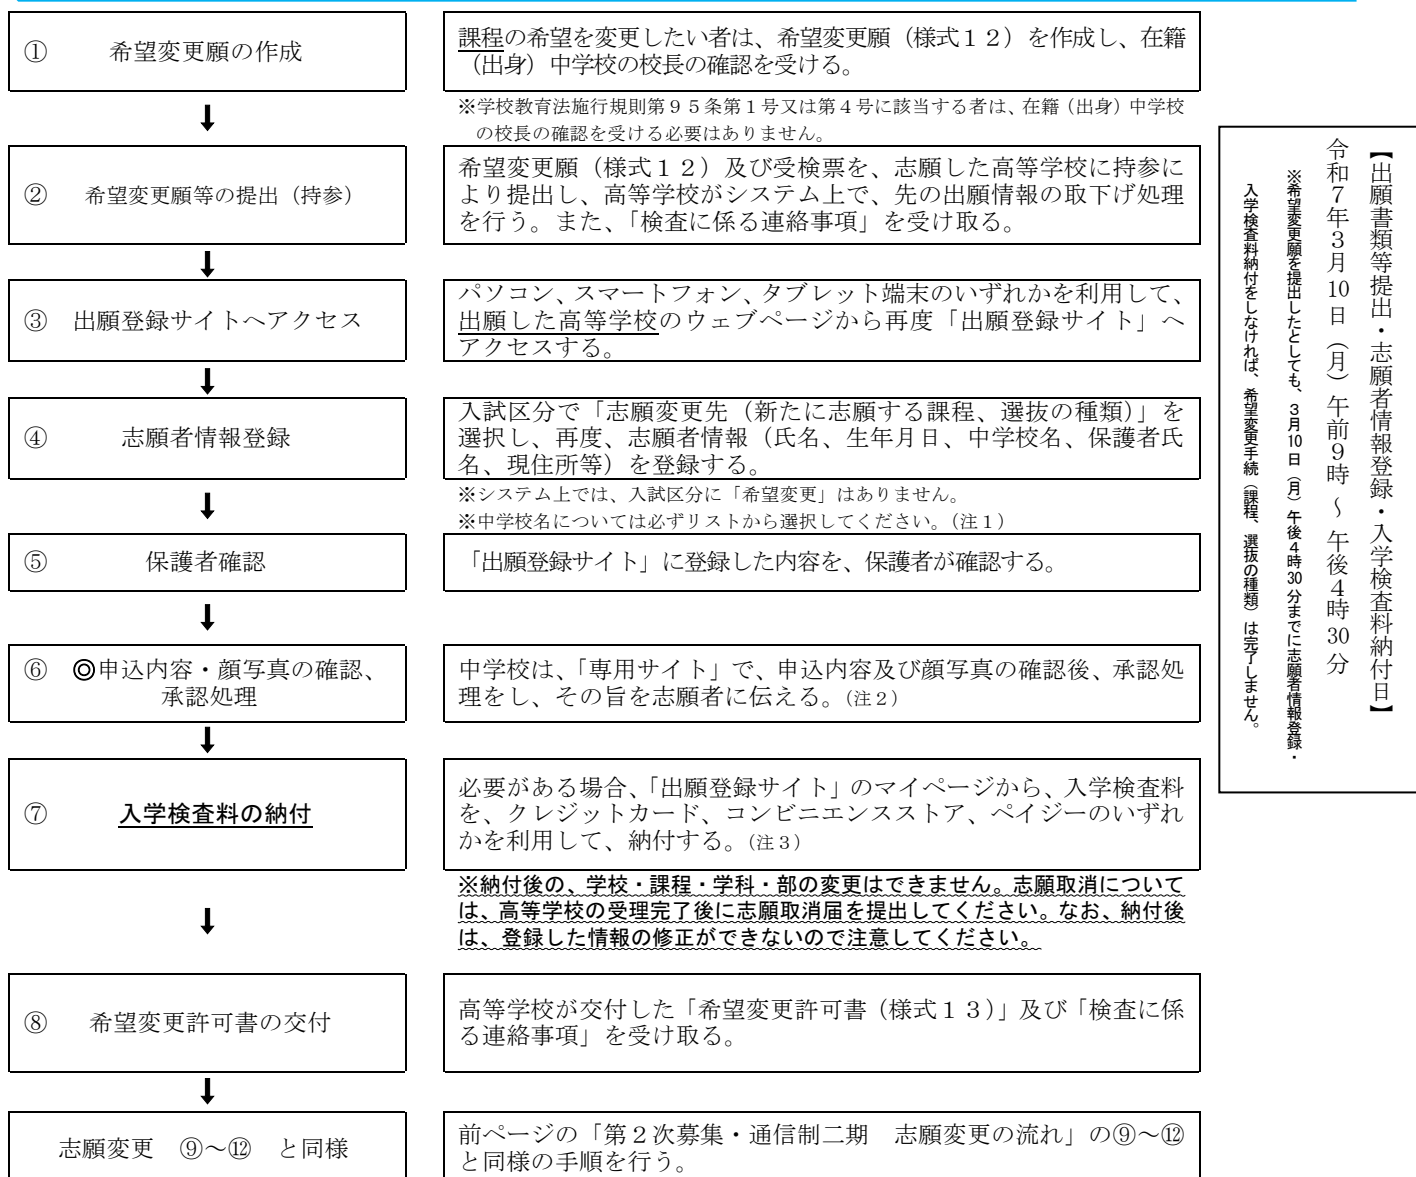 ① 希望変更願の作成
課程の希望を変更したい者は、希望変更願（様式１２）を作成し、在籍
（出身）中学校の校長の確認を受ける。
※学校教育法施行規則第９５条第１号又は第４号に該当する者は、在籍（出身）中学校
の校長の確認を受ける必要はありません。
② 希望変更願等の提出（持参）
希望変更願（様式１２）及び受検票を、志願した高等学校に持参に
より提出し、高等学校がシステム上で、先の出願情報の取下げ処理
を行う。また、「検査に係る連絡事項」を受け取る。
③ 出願登録サイトへアクセス
パソコン、スマートフォン、タブレット端末のいずれかを利用して、
出願した高等学校のウェブページから再度「出願登録サイト」へ
アクセスする。
④ 志願者情報登録
入試区分で「志願変更先（新たに志願する課程、選抜の種類）」を
選択し、再度、志願者情報（氏名、生年月日、中学校名、保護者氏
名、現住所等）を登録する。
※システム上では、入試区分に「希望変更」はありません。
※中学校名については必ずリストから選択してください。（注１）
⑤ 保護者確認
「出願登録サイト」に登録した内容を、保護者が確認する。
⑥ ◎申込内容・顔写真の確認、
承認処理
中学校は、「専用サイト」で、申込内容及び顔写真の確認後、承認処
理をし、その旨を志願者に伝える。（注２）
⑦ 入学検査料の納付
必要がある場合、「出願登録サイト」のマイページから、入学検査料
を、クレジットカード、コンビニエンスストア、ペイジーのいずれ
かを利用して、納付する。（注３）
※納付後の、学校・課程・学科・部の変更はできません。志願取消について
は、高等学校の受理完了後に志願取消届を提出してください。なお、納付後
は、登録した情報の修正ができないので注意してください。
⑧ 希望変更許可書の交付
高等学校が交付した「希望変更許可書（様式１３）」及び「検査に係
る連絡事項」を受け取る。
志願変更 ⑨～⑫ と同様
前ページの「第２次募集・通信制二期 志願変更の流れ」の⑨～⑫
と同様の手順を行う。
【出願書類等提出・志願者情報登録・入学検査料納付日】
令和７年３月10日（月）午前９時～午後４時30分
※希望変更願を提出したとしても、３月10日（月）午後４時30分までに志願者情報登録・
入学検査料納付をしなければ、希望変更手続（課程、選抜の種類）は完了しません。